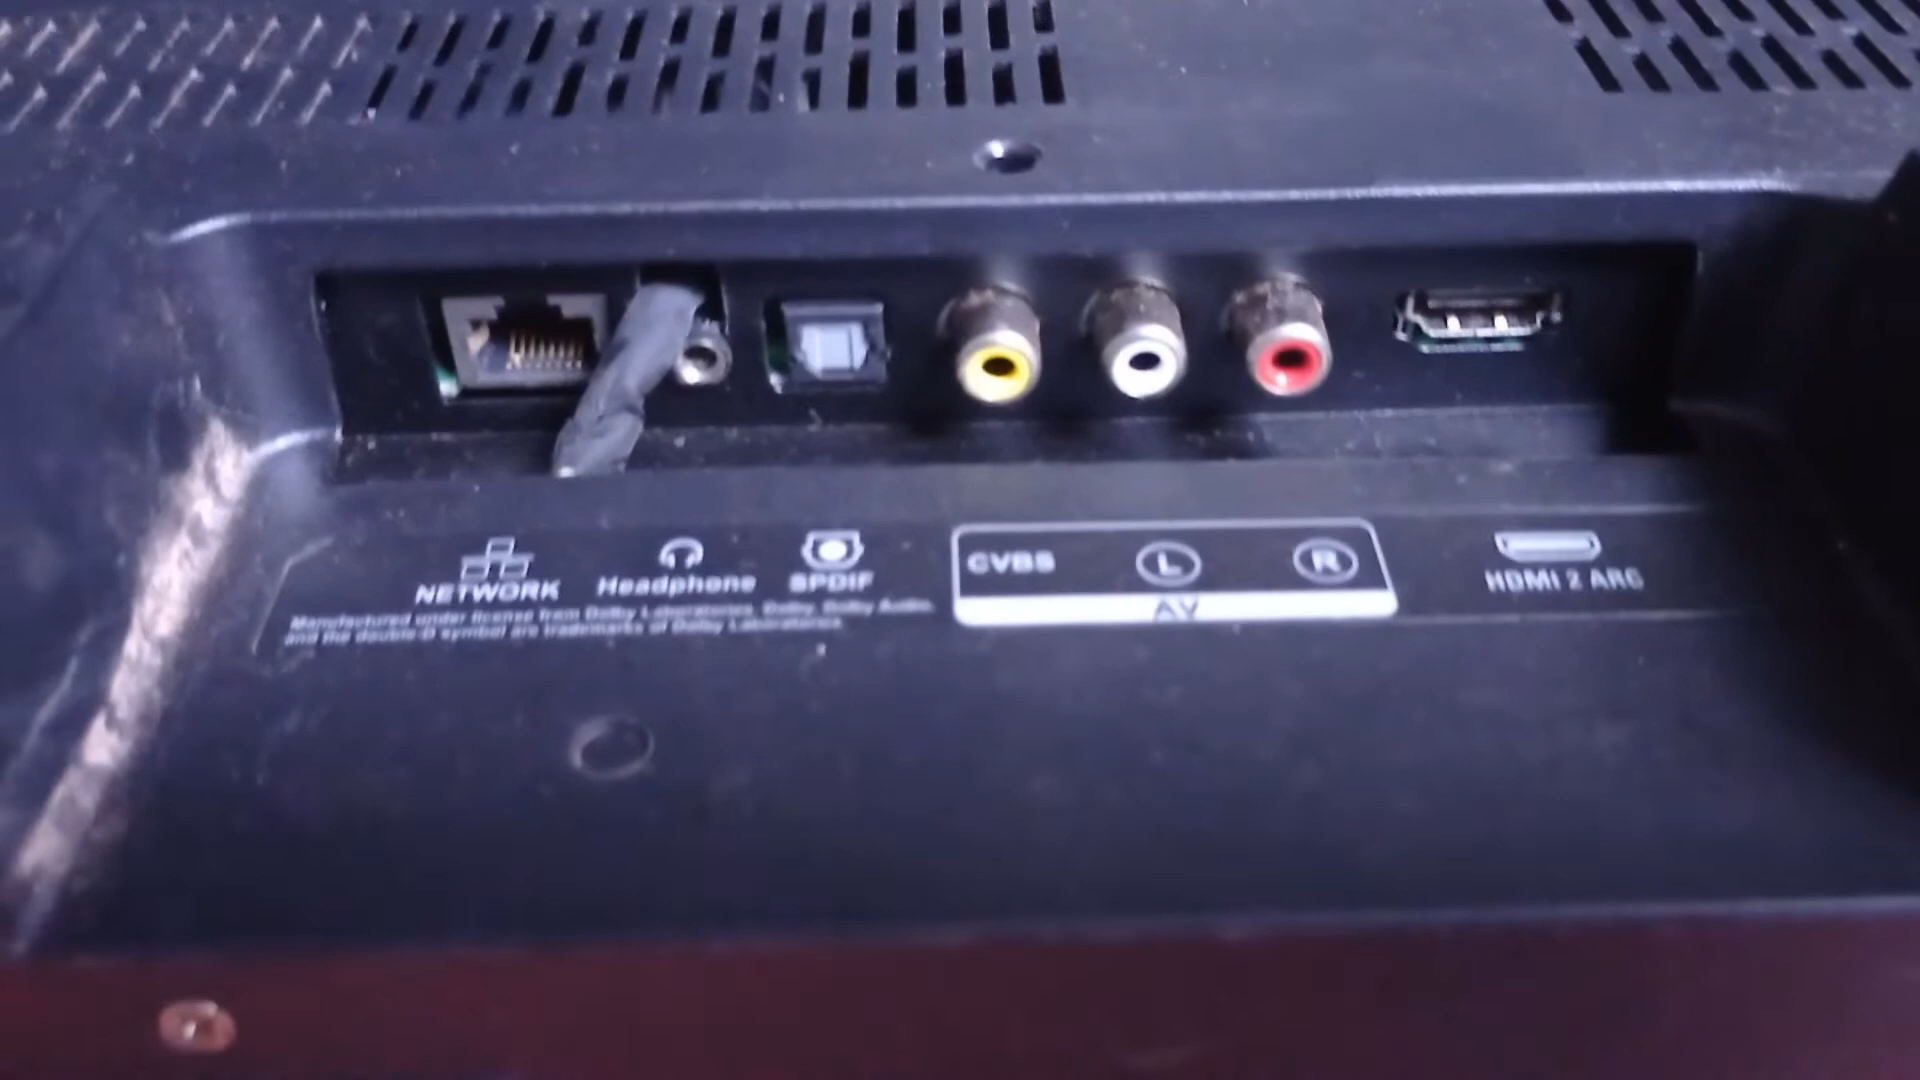 NETWORK Headphone SPDIF
CVBS L R
AV
HDMI 2 ARC
Manufactured under license from Dolby Laboratories. Dolby, Dolby Audio,
and the double-D symbol are trademarks of Dolby Laboratories.